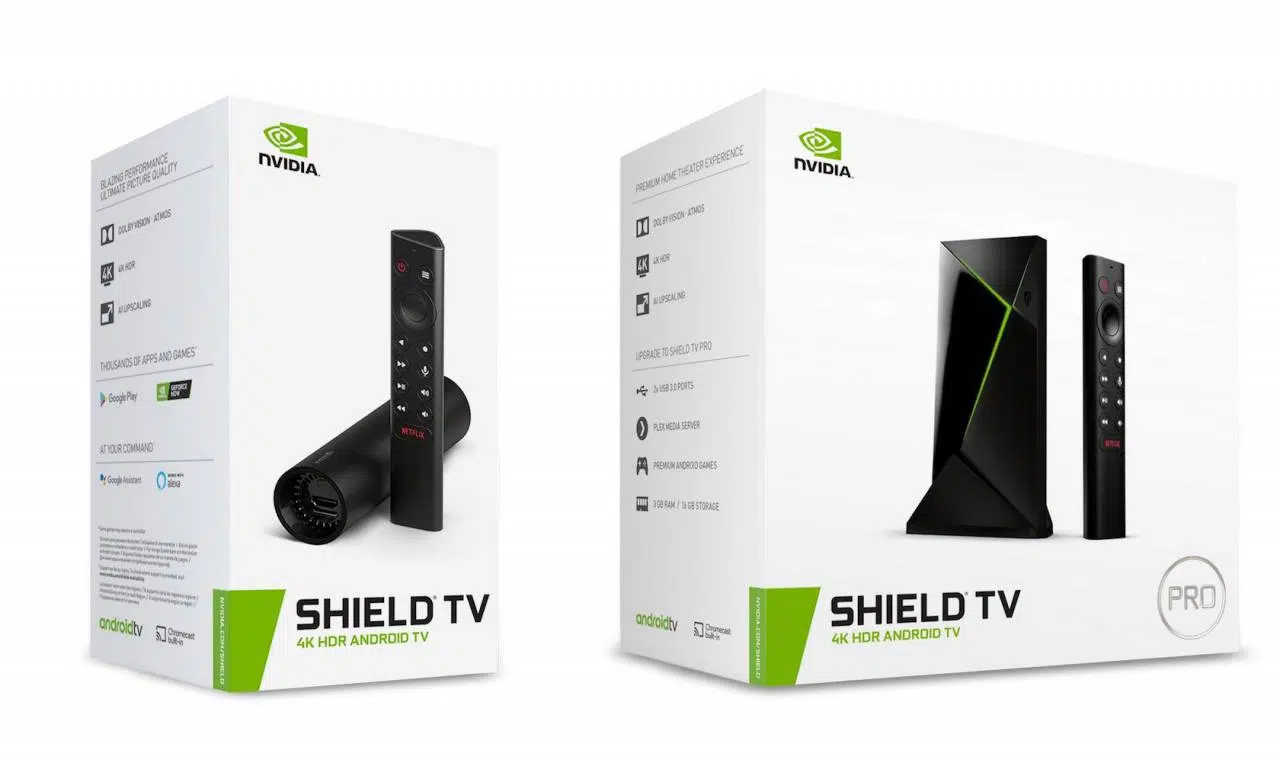 NVIDIA.
BLAZING PERFORMANCE
ULTIMATE PICTURE QUALITY
DOLBY VISION · ATMOS
4K
4K HDR
AI UPSCALING
THOUSANDS OF APPS AND GAMES*
Google Play
GEFORCE
NOW
AT YOUR COMMAND
Google Assistant
WORKS WITH
alexa
androidtv
Chromecast
built-in
NVIDIA.COM/SHIELD
NETFLIX
SHIELD® TV
4K HDR ANDROID TV
NVIDIA.
PREMIUM HOME THEATER EXPERIENCE
DOLBY VISION · ATMOS
4K
4K HDR
AI UPSCALING
UPGRADE TO SHIELD TV PRO
2x USB 3.0 PORTS
PLEX MEDIA SERVER
PREMIUM ANDROID GAMES
3 GB RAM / 16 GB STORAGE
androidtv
Chromecast
built-in
NVIDIA.COM/SHIELD
NETFLIX
SHIELD® TV
4K HDR ANDROID TV
PRO